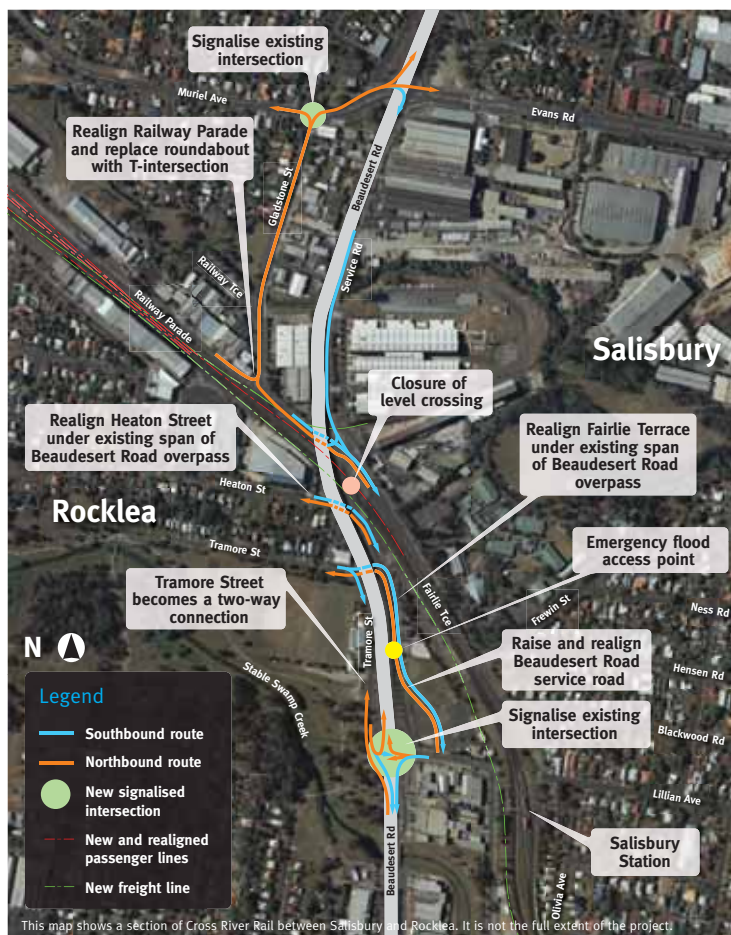 Signalise existing
intersection
Muriel Ave
Evans Rd
Realign Railway Parade
and replace roundabout
with T-intersection
Beaudesert Rd
Gladstone St
Service Rd
Railway Tce
Railway Parade
Salisbury
Closure of
level crossing
Realign Heaton Street
under existing span of
Beaudesert Road overpass
Realign Fairlie Terrace
under existing span
of Beaudesert Road
overpass
Heaton St
Rocklea
Tramore St
Emergency flood
access point
Tramore Street
becomes a two-way
connection
Fairlie Tce
Frewin St
Ness Rd
Tramore St
N
Raise and realign
Beaudesert Road
service road
Hensen Rd
Stable Swamp Creek
Legend
Southbound route
Northbound route
New signalised
intersection
New and realigned
passenger lines
New freight line
Signalise existing
intersection
Blackwood Rd
Lillian Ave
Salisbury
Station
Beaudesert Rd
Olivia Ave
This map shows a section of Cross River Rail between Salisbury and Rocklea. It is not the full extent of the project.